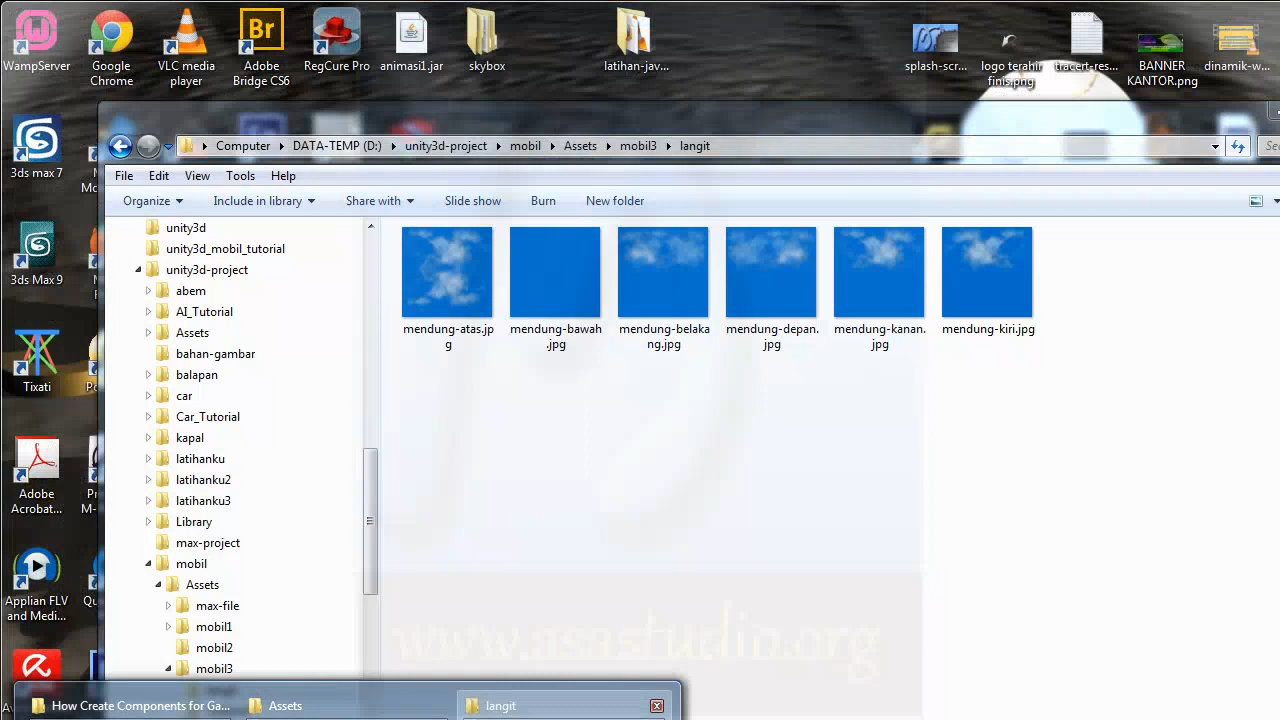 WampServer
Google
Chrome
VLC media
player
Adobe
Bridge CS6
RegCure Pro
animasi1.jar
skybox
latihan-jav...
splash-scr...
logo terahir
finis.png
tracert-res...
BANNER
KANTOR.png
dinamik-w...
3ds max 7
3ds Max 9
Tixati
Adobe
Acrobat...
Applian FLV
and Medi...
Computer
DATA-TEMP (D:)
unity3d-project
mobil
Assets
mobil3
langit
File Edit View Tools Help
Organize Include in library Share with Slide show Burn New folder
unity3d
unity3d_mobil_tutorial
unity3d-project
abem
AI_Tutorial
Assets
bahan-gambar
balapan
car
Car_Tutorial
kapal
latihanku
latihanku2
latihanku3
Library
max-project
mobil
Assets
max-file
mobil1
mobil2
mobil3
mendung-atas.jp
g
mendung-bawah
.jpg
mendung-belaka
ng.jpg
mendung-depan.
jpg
mendung-kanan.
jpg
mendung-kiri.jpg
www.asastudio.org
How Create Components for Ga...
Assets
langit